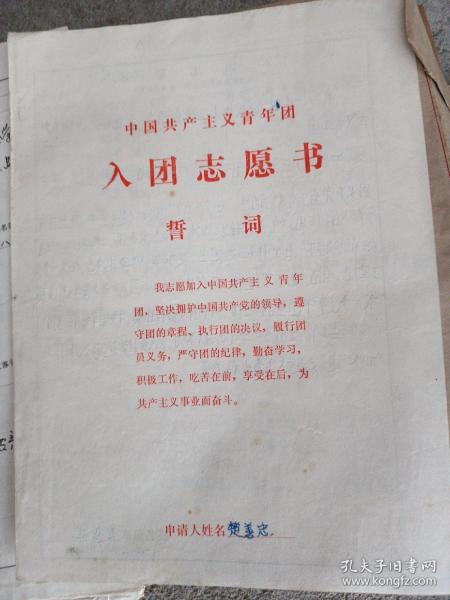 中国共产主义青年团
入团志愿书
誓词
我志愿加入中国共产主义青年
团，坚决拥护中国共产党的领导，遵
守团的章程、执行团的决议，履行团
员义务，严守团的纪律，勤奋学习，
积极工作，吃苦在前，享受在后，为
共产主义事业而奋斗。
申请人姓名赵善忠
孔夫子旧书网
www.kongfz.com